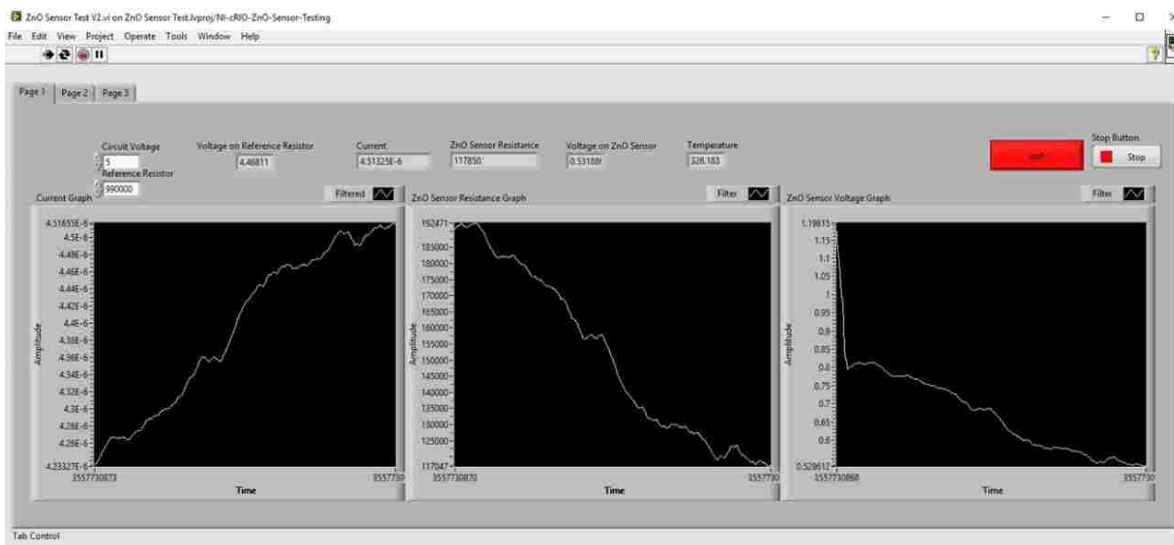 ZnO Sensor Test V2.vi on ZnO Sensor Test.lvproj/NI-cRIO-ZnO-Sensor-Testing
File Edit View Project Operate Tools Window Help
Page 1 Page 2 Page 3
Circuit Voltage
5
Reference Resistor
990000
Voltage on Reference Resistor
4.46811
Current
4.51325E-6
ZnO Sensor Resistance
117850
Voltage on ZnO Sensor
0.531886
Temperature
326.183
Stop Button
Stop
Current Graph
Filtered
4.51655E-6
4.5E-6
4.48E-6
4.46E-6
4.44E-6
4.42E-6
4.4E-6
4.38E-6
4.36E-6
4.34E-6
4.32E-6
4.3E-6
4.28E-6
4.26E-6
4.23327E-6
Amplitude
3557730873
3557730
Time
ZnO Sensor Resistance Graph
Filter
192471
185000
180000
175000
170000
165000
160000
155000
150000
145000
140000
135000
130000
125000
117047
Amplitude
3557730870
3557730
Time
ZnO Sensor Voltage Graph
Filter
1.19615
1.15
1.1
1.05
1
0.95
0.9
0.85
0.8
0.75
0.7
0.65
0.6
0.528612
Amplitude
3557730868
3557730
Time
Tab Control